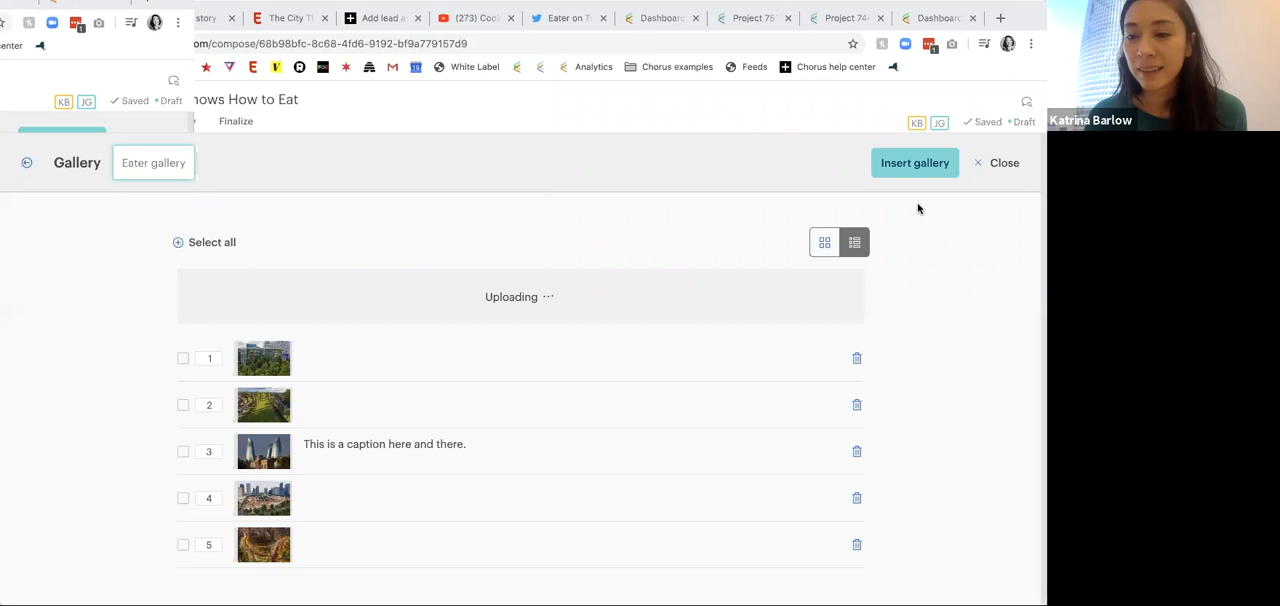 story
The City T
Add lead a
(273) Coo
Eater on T
Dashboard
Project 75
Project 74
Dashboard
om/compose/68b98bfc-8c68-4fd6-9192-bf9a779157d9
1
1
enter
White Label
Analytics
Chorus examples
Feeds
Chorus help center
KB JG Saved Draft
hows How to Eat
Finalize
KB JG Saved Draft
Katrina Barlow
Gallery
Eater gallery
Insert gallery
Close
Select all
Uploading ...
1
2
3 This is a caption here and there.
4
5